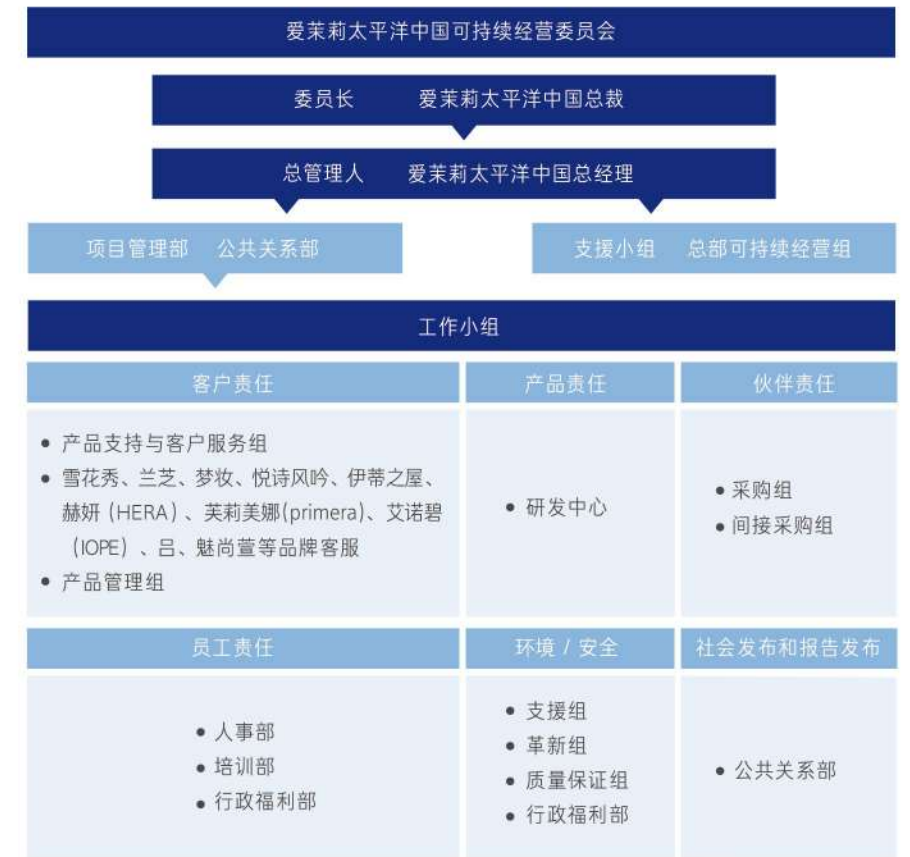 爱茉莉太平洋中国可持续经营委员会
委员长 爱茉莉太平洋中国总裁
总管理人 爱茉莉太平洋中国总经理
项目管理部 公共关系部
支援小组 总部可持续经营组
工作小组
客户责任
产品责任
伙伴责任
• 产品支持与客户服务组
• 雪花秀、兰芝、梦妆、悦诗风吟、伊蒂之屋、
赫妍（HERA）、芙莉美娜(primera)、艾诺碧
（IOPE）、吕、魅尚萱等品牌客服
• 产品管理组
• 研发中心
• 采购组
• 间接采购组
员工责任
环境 / 安全
社会发布和报告发布
• 人事部
• 培训部
• 行政福利部
• 支援组
• 革新组
• 质量保证组
• 行政福利部
• 公共关系部